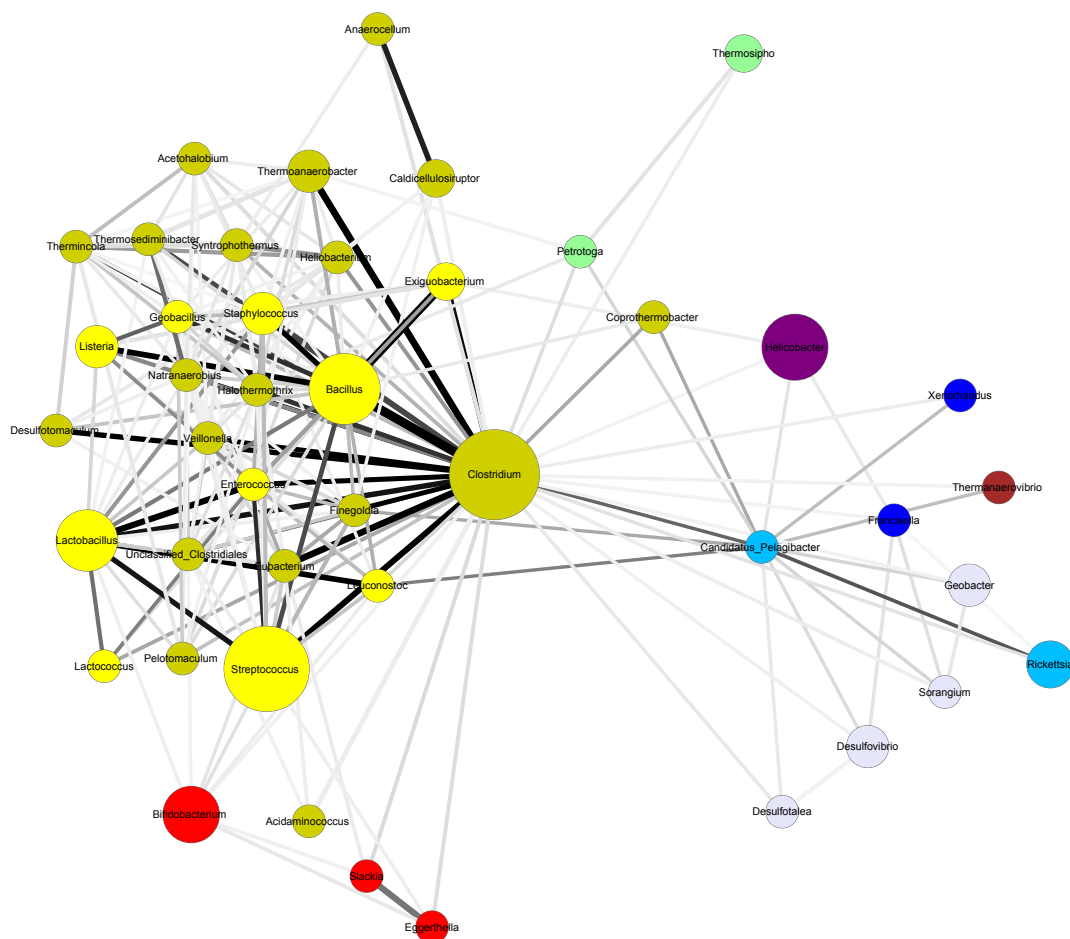 Anaerocellum
Thermosipho
Acetohalobium
Thermoanaerobacter
Caldicellulosiruptor
Thermincola
Thermosediminibacter
Syntrophothermus
Heliobacterium
Petrotoga
Exiguobacterium
Geobacillus
Staphylococcus
Coprothermobacter
Listeria
Helicobacter
Natranaerobius
Halothermothrix
Bacillus
Xenorhabdus
Desulfotomaculum
Veillonella
Clostridium
Enterococcus
Thermanaerovibrio
Finegoldia
Francisella
Lactobacillus
Unclassified_Clostridiales
Candidatus_Pelagibacter
Eubacterium
Leuconostoc
Geobacter
Lactococcus
Pelotomaculum
Streptococcus
Rickettsia
Sorangium
Desulfovibrio
Bifidobacterium
Acidaminococcus
Desulfotalea
Slackia
Eggerthella